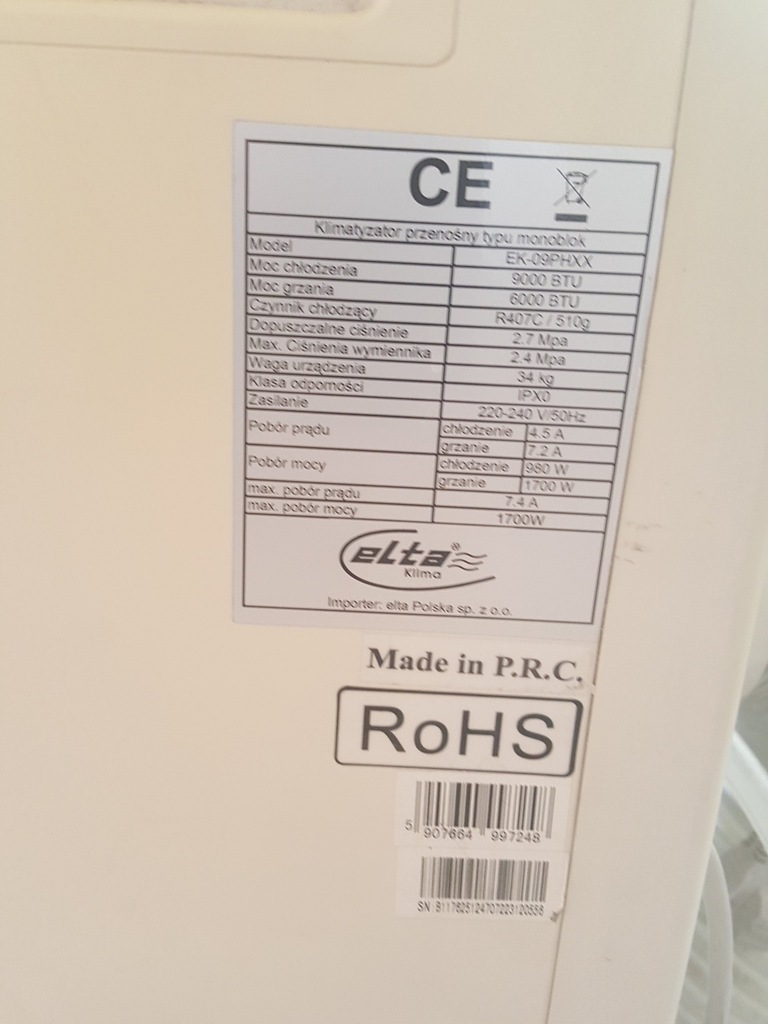 CE
Klimatyzator przenośny typu monoblok
Model EK-09PHXX
Moc chłodzenia 9000 BTU
Moc grzania 6000 BTU
Czynnik chłodzący R407C / 510g
Dopuszczalne ciśnienie 2.7 Mpa
Max. Ciśnienia wymiennika 2.4 Mpa
Waga urządzenia 34 kg
Klasa odporności IPX0
Zasilanie 220-240 V/50Hz
Pobór prądu chłodzenie 4.5 A
grzanie 7.2 A
Pobór mocy chłodzenie 980 W
grzanie 1700 W
max. pobór prądu 7.4 A
max. pobór mocy 1700W
elta®
Klima
Importer: elta Polska sp. z o.o.
Made in P.R.C.
RoHS
5 907664 997248
SN:B117625124707223120556